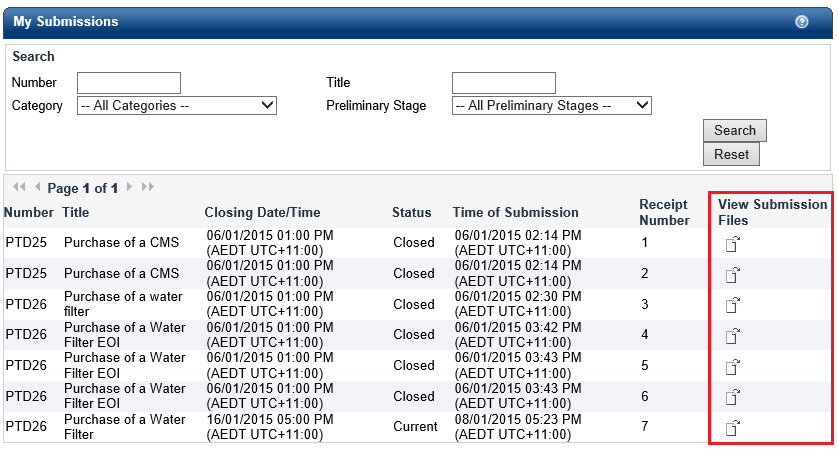 My Submissions ?
Search
Number Title
Category -- All Categories -- Preliminary Stage -- All Preliminary Stages --
Search
Reset
Page 1 of 1
Number Title Closing Date/Time Status Time of Submission Receipt Number View Submission Files
PTD25 Purchase of a CMS 06/01/2015 01:00 PM (AEDT UTC+11:00) Closed 06/01/2015 02:14 PM (AEDT UTC+11:00) 1
PTD25 Purchase of a CMS 06/01/2015 01:00 PM (AEDT UTC+11:00) Closed 06/01/2015 02:14 PM (AEDT UTC+11:00) 2
PTD26 Purchase of a water filter 06/01/2015 01:00 PM (AEDT UTC+11:00) Closed 06/01/2015 02:30 PM (AEDT UTC+11:00) 3
PTD26 Purchase of a Water Filter EOI 06/01/2015 01:00 PM (AEDT UTC+11:00) Closed 06/01/2015 03:42 PM (AEDT UTC+11:00) 4
PTD26 Purchase of a Water Filter EOI 06/01/2015 01:00 PM (AEDT UTC+11:00) Closed 06/01/2015 03:43 PM (AEDT UTC+11:00) 5
PTD26 Purchase of a Water Filter EOI 06/01/2015 01:00 PM (AEDT UTC+11:00) Closed 06/01/2015 03:43 PM (AEDT UTC+11:00) 6
PTD26 Purchase of a Water Filter 16/01/2015 05:00 PM (AEDT UTC+11:00) Current 08/01/2015 05:23 PM (AEDT UTC+11:00) 7